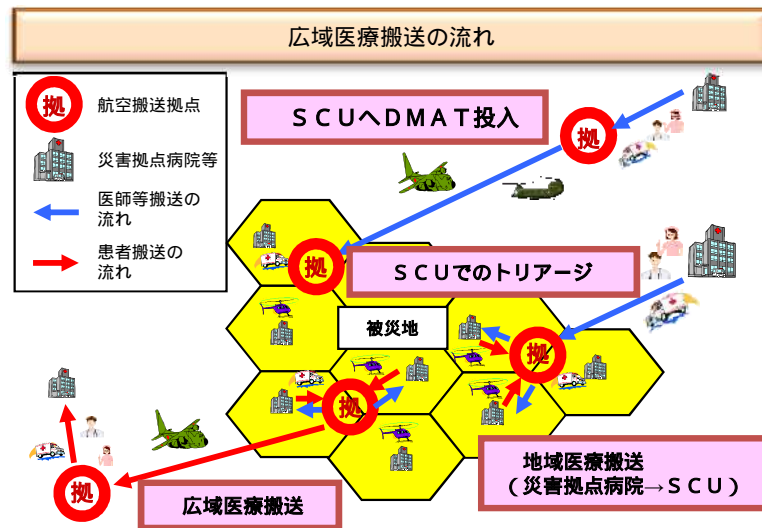 広域医療搬送の流れ
拠
航空搬送拠点
災害拠点病院等
医師等搬送の
流れ
患者搬送の
流れ
ＳＣＵへＤＭＡＴ投入
拠
拠
ＳＣＵでのトリアージ
被災地
拠
拠
拠
広域医療搬送
地域医療搬送
（災害拠点病院→ＳＣＵ）